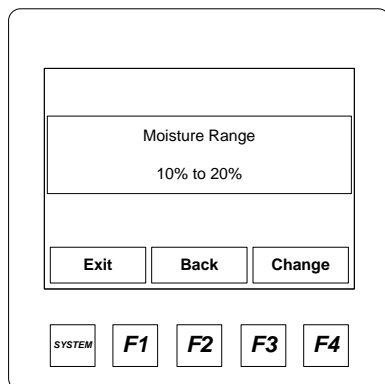 Moisture Range
10% to 20%
Exit Back Change
SYSTEM F1 F2 F3 F4